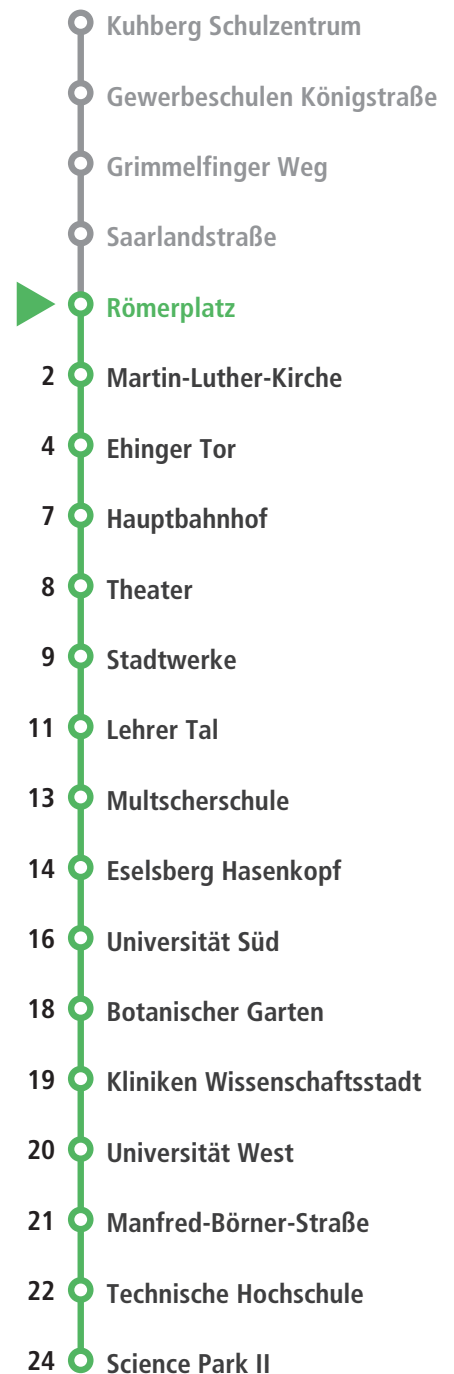 Kuhberg Schulzentrum
Gewerbeschulen Königstraße
Grimmelfinger Weg
Saarlandstraße
Römerplatz
2 Martin-Luther-Kirche
4 Ehinger Tor
7 Hauptbahnhof
8 Theater
9 Stadtwerke
11 Lehrer Tal
13 Multscherschule
14 Eselsberg Hasenkopf
16 Universität Süd
18 Botanischer Garten
19 Kliniken Wissenschaftsstadt
20 Universität West
21 Manfred-Börner-Straße
22 Technische Hochschule
24 Science Park II